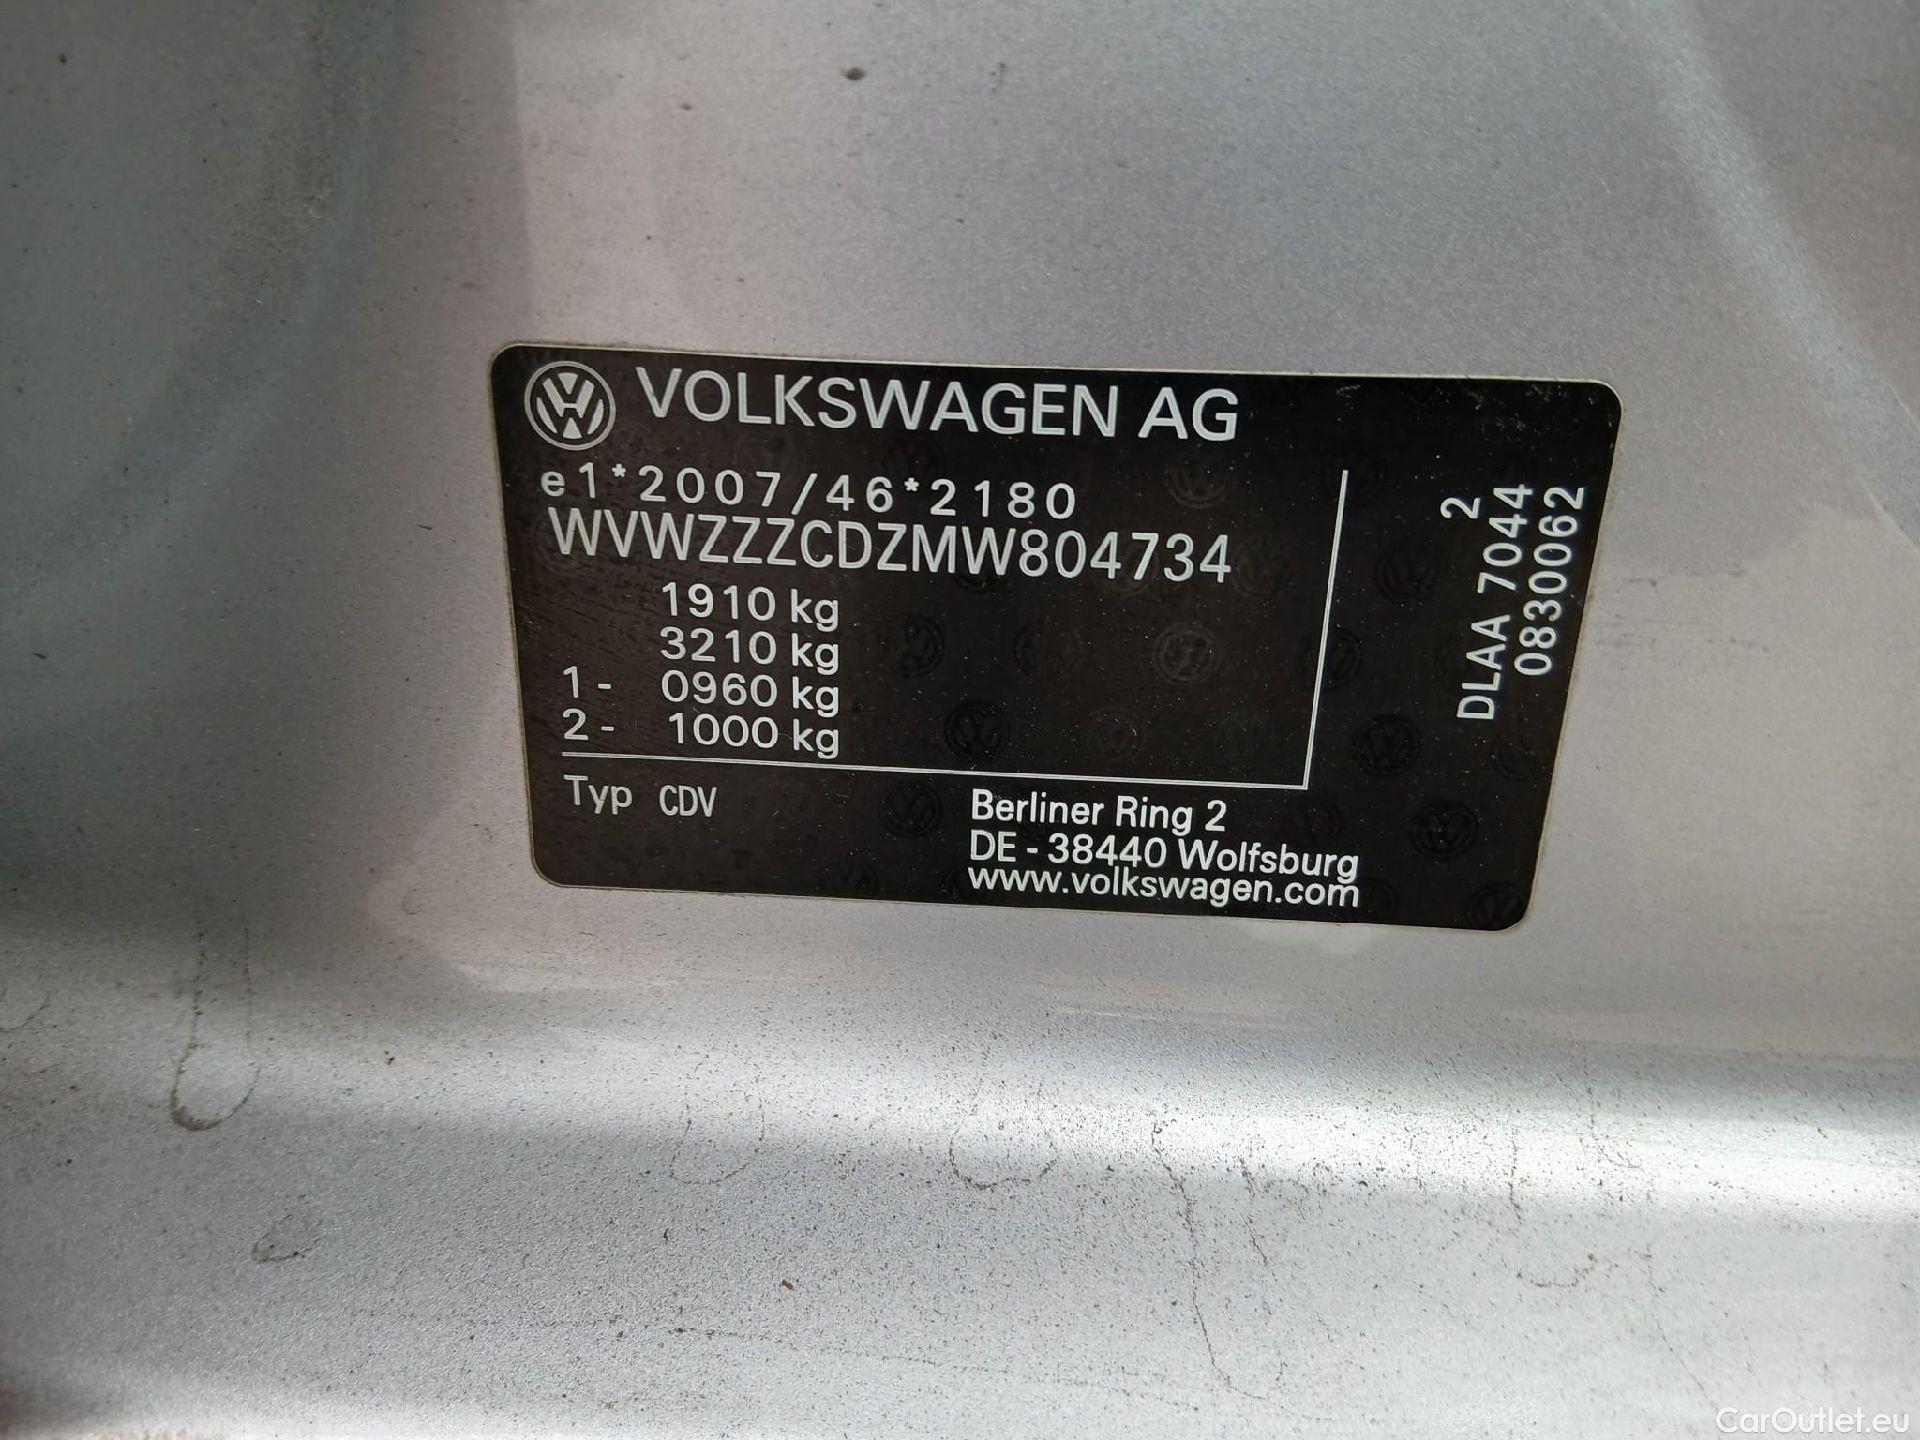 VOLKSWAGEN AG
e1*2007/46*2180
WVWZZZCDZMW804734
1910 kg
3210 kg
1- 0960 kg
2- 1000 kg
Typ CDV
Berliner Ring 2
DE - 38440 Wolfsburg
www.volkswagen.com
2
DLAA 7044
0830062
CarOutlet.eu